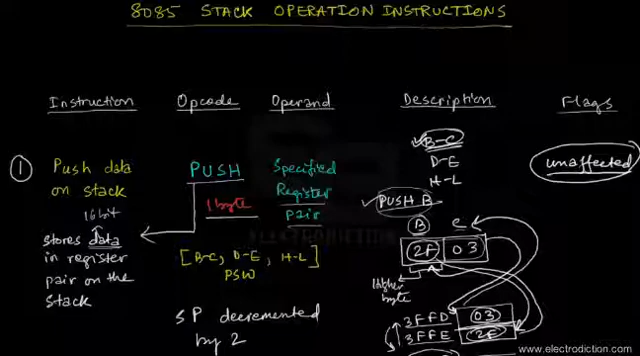 8085 STACK OPERATION INSTRUCTIONS
Instruction Opcode Operand Description Flags
① Push data
on stack
16 bit
stores data
in register
pair on the
stack
PUSH
1 byte
[B-C, D-E, H-L]
PSW
SP decremented
by 2
Specified
Register
pair
B-C
D-E
H-L
PUSH B
B C
2F 03
Higher
byte
3FFD 03
3FFE 2F
unaffected
ELECTRODICTION
www.electrodiction.com